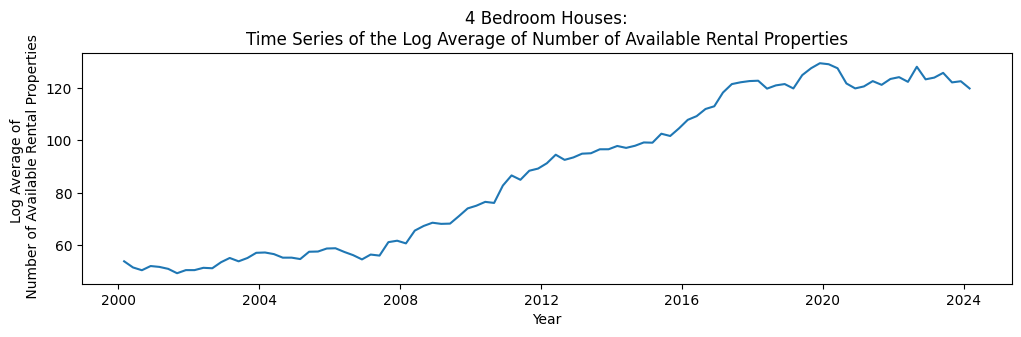 4 Bedroom Houses:
Time Series of the Log Average of Number of Available Rental Properties
Log Average of
Number of Available Rental Properties
120
100
80
60
2000
2004
2008
2012
2016
2020
2024
Year